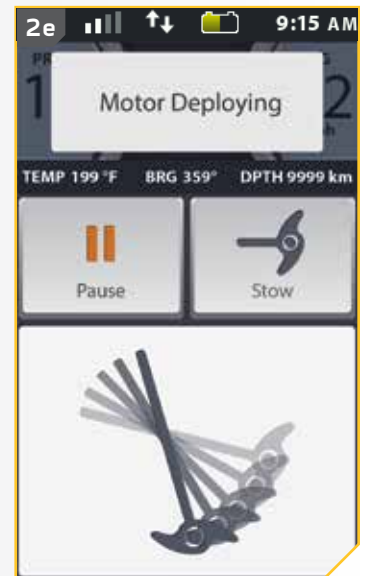 2e 9:15 AM
Motor Deploying
TEMP 199 °F BRG 359° DPTH 9999 km
Pause Stow